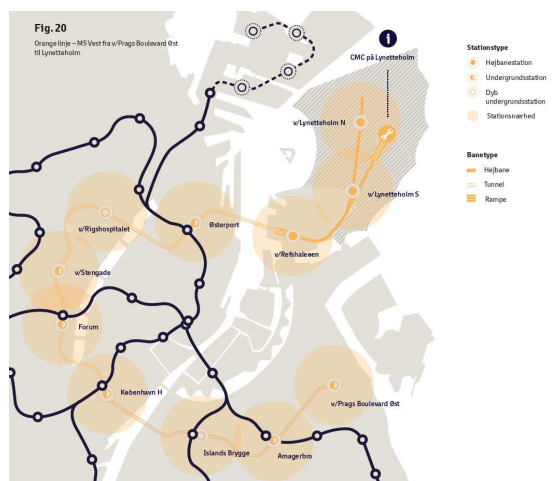 Fig. 20
Orange linje – M5 Vest fra v/Prags Boulevard Øst
til Lynetteholm
CMC på Lynetteholm
v/Lynetteholm N
v/Lynetteholm S
v/Rigshospitalet
Østerport
v/Refshaleøen
v/Stengade
Forum
København H
v/Prags Boulevard Øst
Islands Brygge
Amagerbro
Stationstype
Højbanestation
Undergrundsstation
Dyb
undergrundsstation
Stationsnærhed
Banetype
Højbane
Tunnel
Rampe